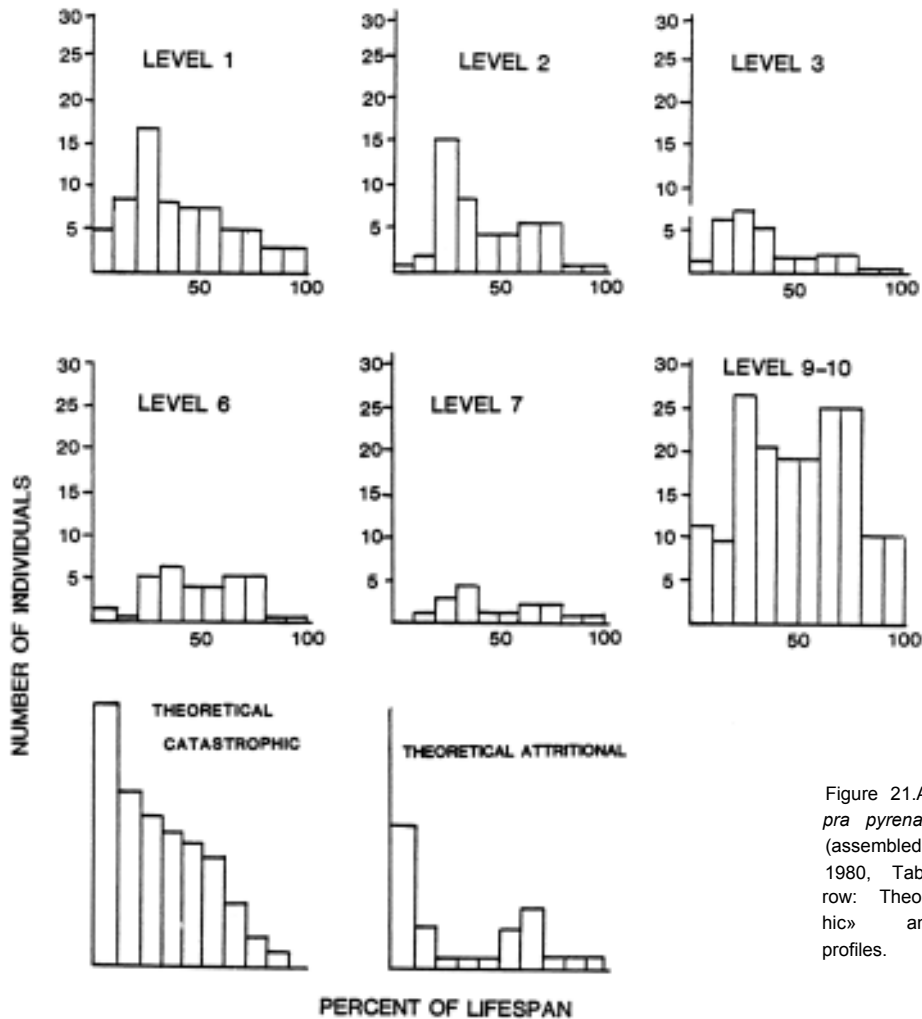 30
25
20
15
10
5
LEVEL 1
50
100
30
25
20
15
10
5
LEVEL 2
50
100
30
25
20
15
10
5
LEVEL 3
50
100
30
25
20
15
10
5
LEVEL 6
50
100
30
25
20
15
10
5
LEVEL 7
50
100
30
25
20
15
10
5
LEVEL 9-10
50
100
NUMBER OF INDIVIDUALS
THEORETICAL
CATASTROPHIC
THEORETICAL ATTRITIONAL
PERCENT OF LIFESPAN
Figure 21.A
pra pyrena
(assembled
1980, Tab
row: Theo
hic» an
profiles.